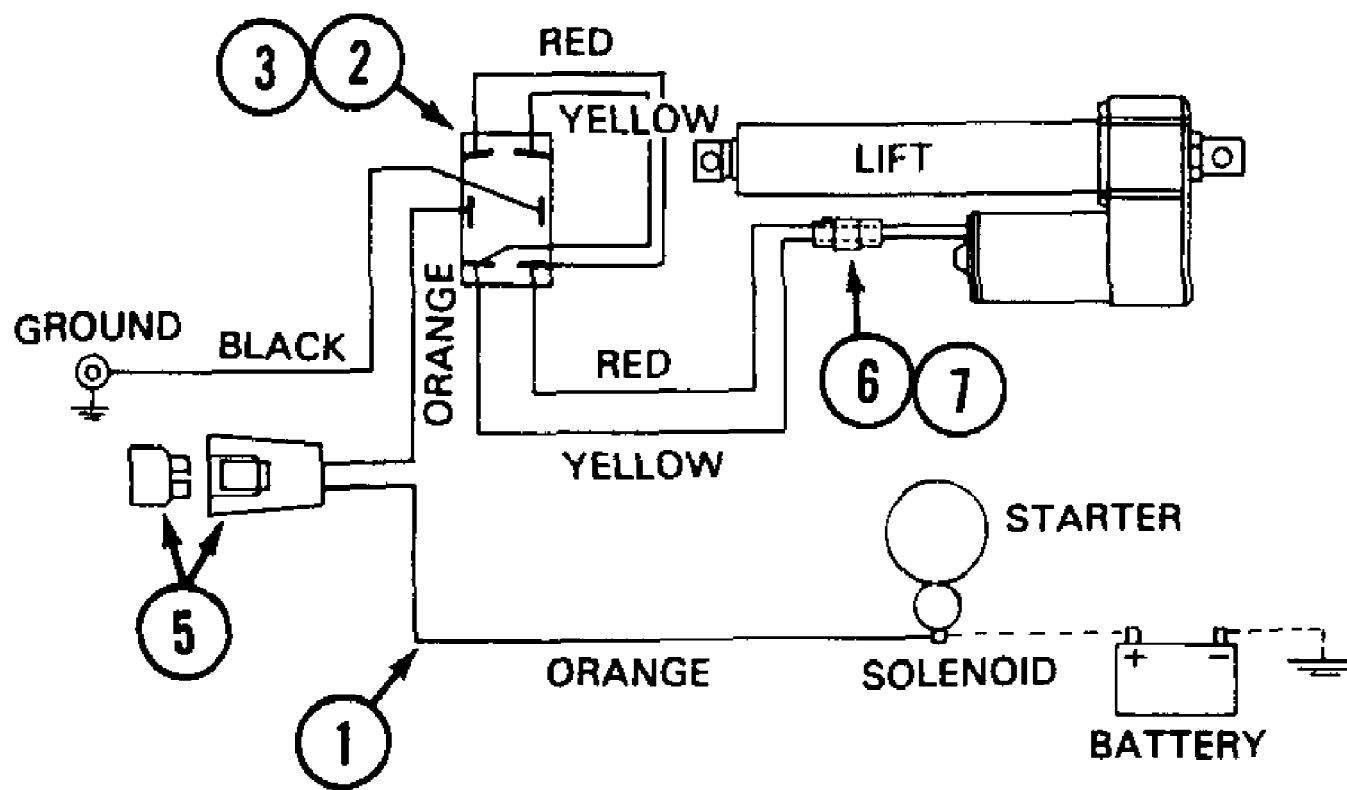 RED
3
2
YELLOW
LIFT
ORANGE
GROUND
BLACK
RED
6
7
YELLOW
5
STARTER
ORANGE
SOLENOID
+ −
1
BATTERY